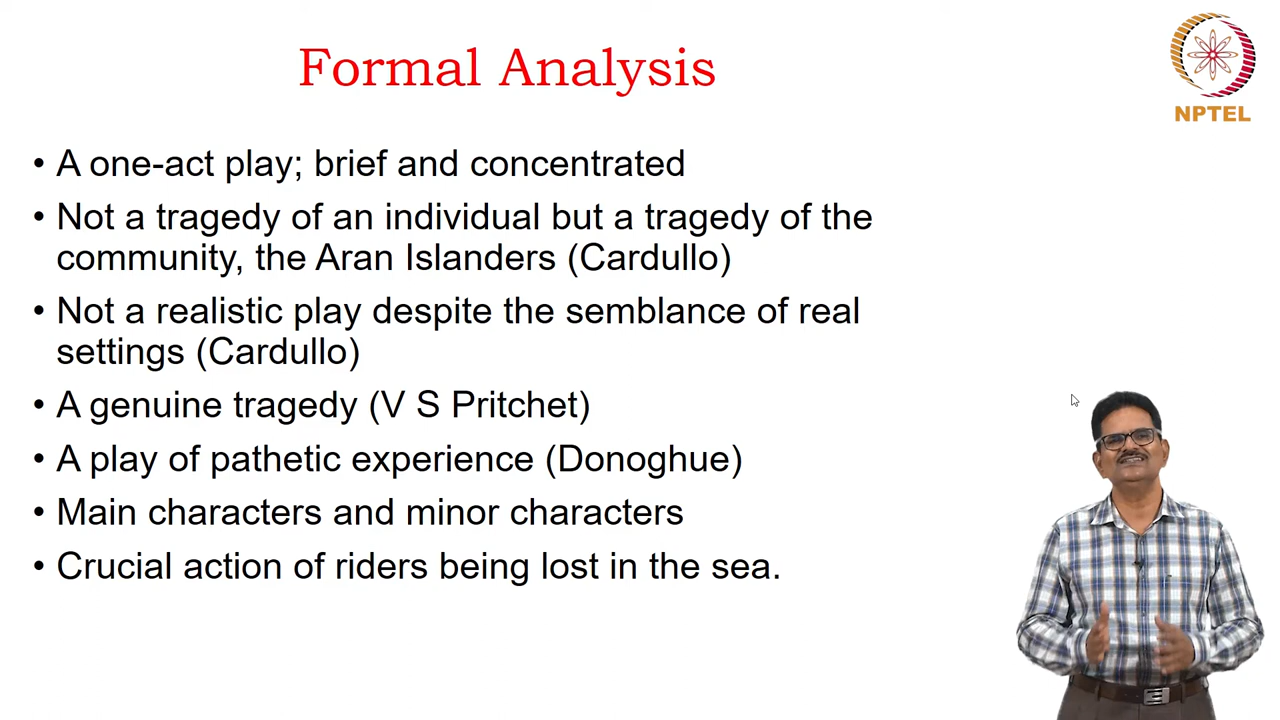 Formal Analysis
NPTEL
• A one-act play; brief and concentrated
• Not a tragedy of an individual but a tragedy of the
community, the Aran Islanders (Cardullo)
• Not a realistic play despite the semblance of real
settings (Cardullo)
• A genuine tragedy (V S Pritchet)
• A play of pathetic experience (Donoghue)
• Main characters and minor characters
• Crucial action of riders being lost in the sea.